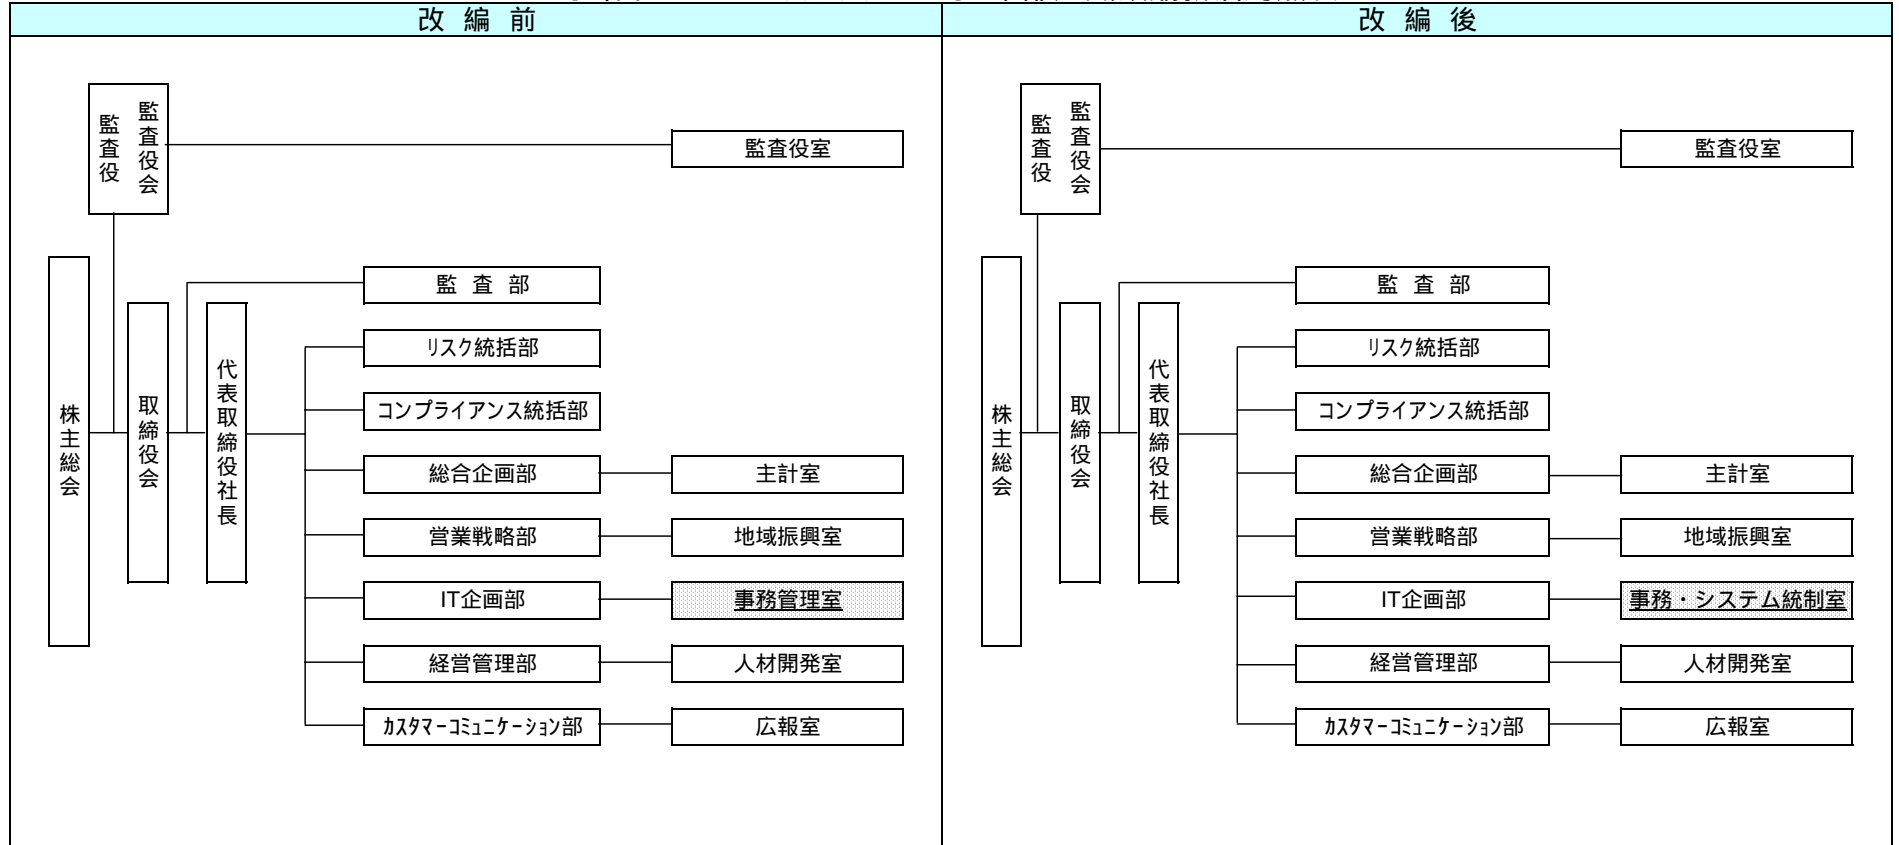 改 編 前
監査役会
監査役
監査役室
株主総会
取締役会
代表取締役社長
監 査 部
ﾘｽｸ統括部
ｺﾝﾌﾟﾗｲｱﾝｽ統括部
総合企画部
主計室
営業戦略部
地域振興室
IT企画部
事務管理室
経営管理部
人材開発室
ｶｽﾀﾏｰｺﾐｭﾆｹｰｼｮﾝ部
広報室
改 編 後
監査役会
監査役
監査役室
株主総会
取締役会
代表取締役社長
監 査 部
ﾘｽｸ統括部
ｺﾝﾌﾟﾗｲｱﾝｽ統括部
総合企画部
主計室
営業戦略部
地域振興室
IT企画部
事務・システム統制室
経営管理部
人材開発室
ｶｽﾀﾏｰｺﾐｭﾆｹｰｼｮﾝ部
広報室